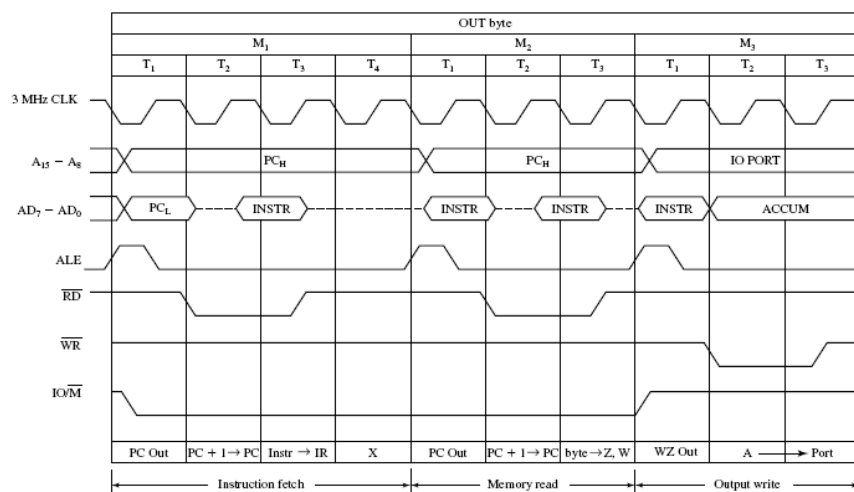 OUT byte
M1 M2 M3
T1 T2 T3 T4 T1 T2 T3 T1 T2 T3
3 MHz CLK
A15 – A8 PCH PCH IO PORT
AD7 – AD0 PCL INSTR INSTR INSTR INSTR ACCUM
ALE
RD
WR
IO/M
PC Out PC + 1→ PC Instr → IR X PC Out PC + 1→ PC byte→ Z, W WZ Out A → Port
Instruction fetch Memory read Output write